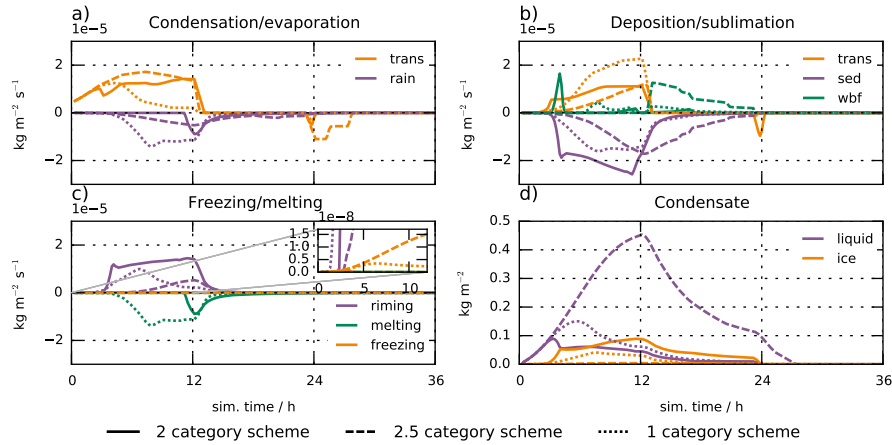 a)
Condensation/evaporation
1e−5
2
0
−2
kg m⁻² s⁻¹
trans
rain
b)
Deposition/sublimation
1e−5
2
0
−2
kg m⁻² s⁻¹
trans
sed
wbf
c)
Freezing/melting
1e−5
2
0
−2
kg m⁻² s⁻¹
1e−8
1.5
1.0
0.5
0.0
0 5 10
riming
melting
freezing
0 12 24 36
sim. time / h
d)
Condensate
0.5
0.4
0.3
0.2
0.1
0.0
kg m⁻²
liquid
ice
0 12 24 36
sim. time / h
2 category scheme 2.5 category scheme 1 category scheme